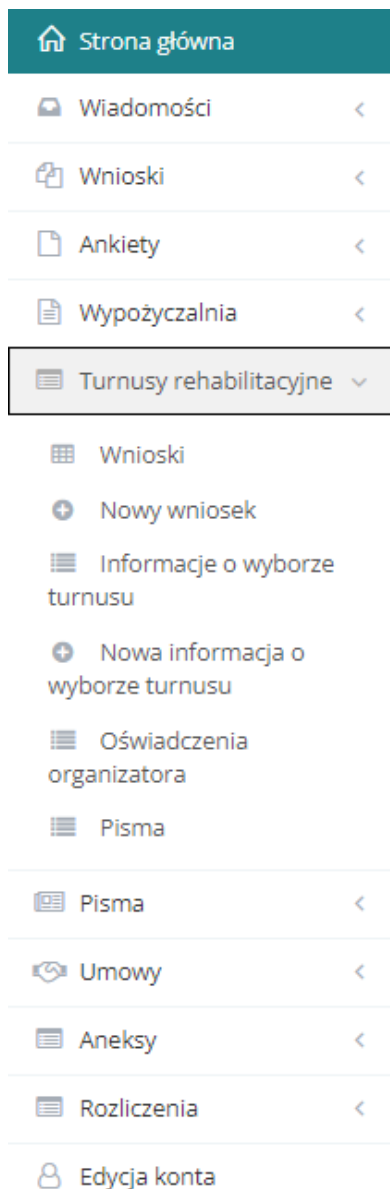 Strona główna
Wiadomości
Wnioski
Ankiety
Wypożyczalnia
Turnusy rehabilitacyjne
Wnioski
Nowy wniosek
Informacje o wyborze
turnusu
Nowa informacja o
wyborze turnusu
Oświadczenia
organizatora
Pisma
Pisma
Umowy
Aneksy
Rozliczenia
Edycja konta